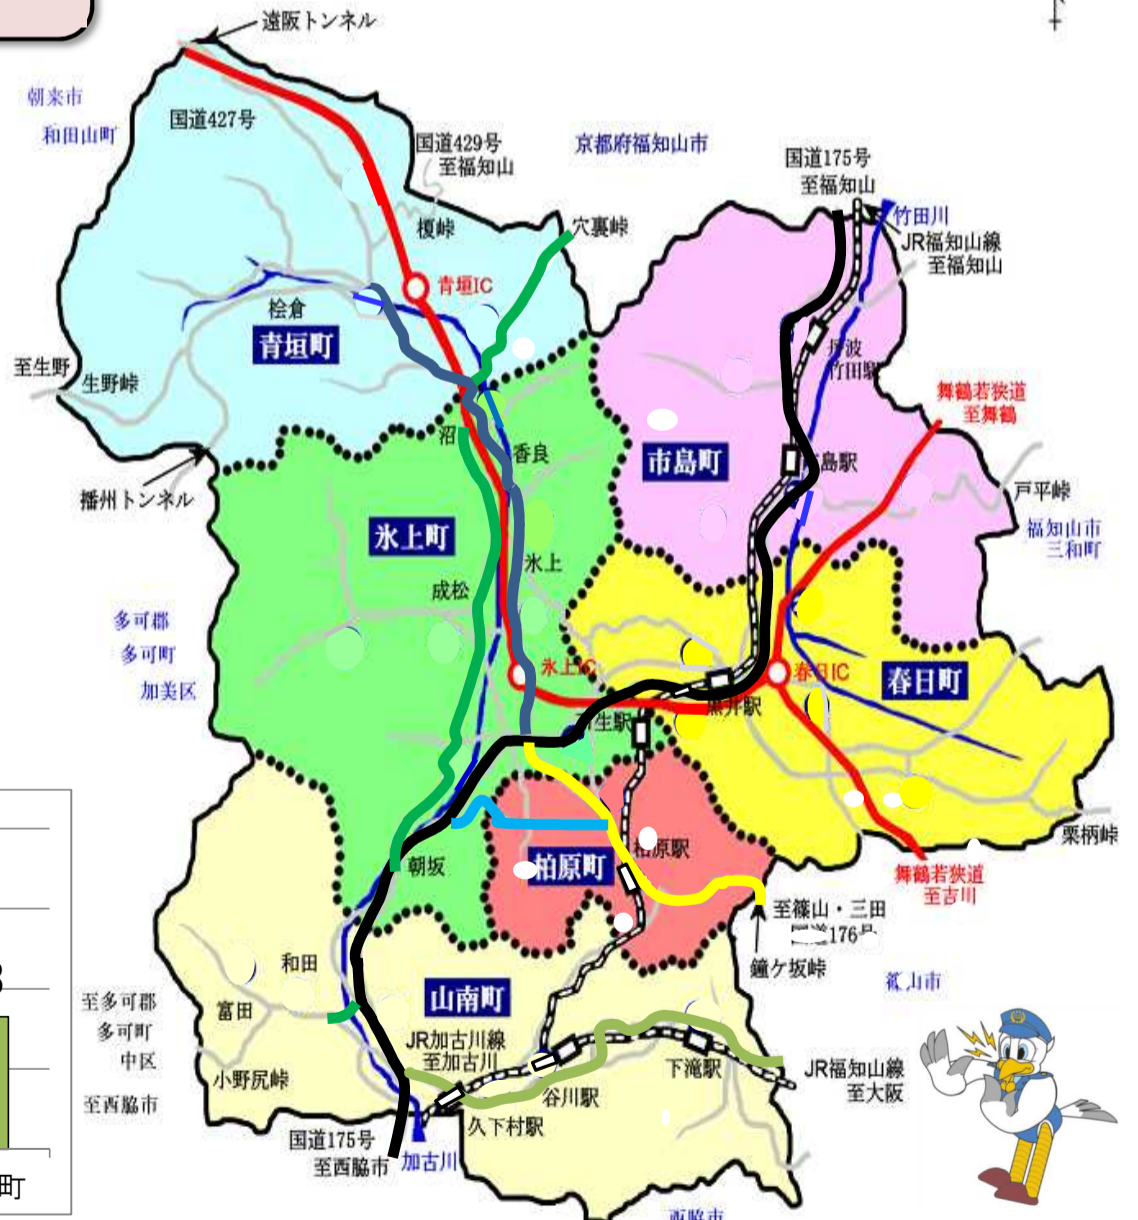 遠阪トンネル
朝来市
和田山町
国道427号
国道429号
至福知山
京都府福知山市
国道175号
至福知山
竹田川
JR福知山線
至福知山
榎峠
穴裏峠
青垣IC
桧倉
青垣町
至生野
生野峠
丹波
竹田駅
舞鶴若狭道
至舞鶴
沼
香良
市島町
島駅
播州トンネル
戸平峠
福知山市
三和町
氷上町
氷上
成松
多可郡
多可町
加美区
氷上IC
春日IC
春日町
生駅
黒井駅
栗柄峠
柏原町
柏原駅
朝坂
舞鶴若狭道
至吉川
至篠山・三田
176号
鐘ケ坂峠
山市
和田
山南町
富田
至多可郡
多可町
中区
JR加古川線
至加古川
下滝駅
JR福知山線
至大阪
小野尻峠
谷川駅
至西脇市
久下村駅
国道175号
至西脇市
加古川
町
西脇市